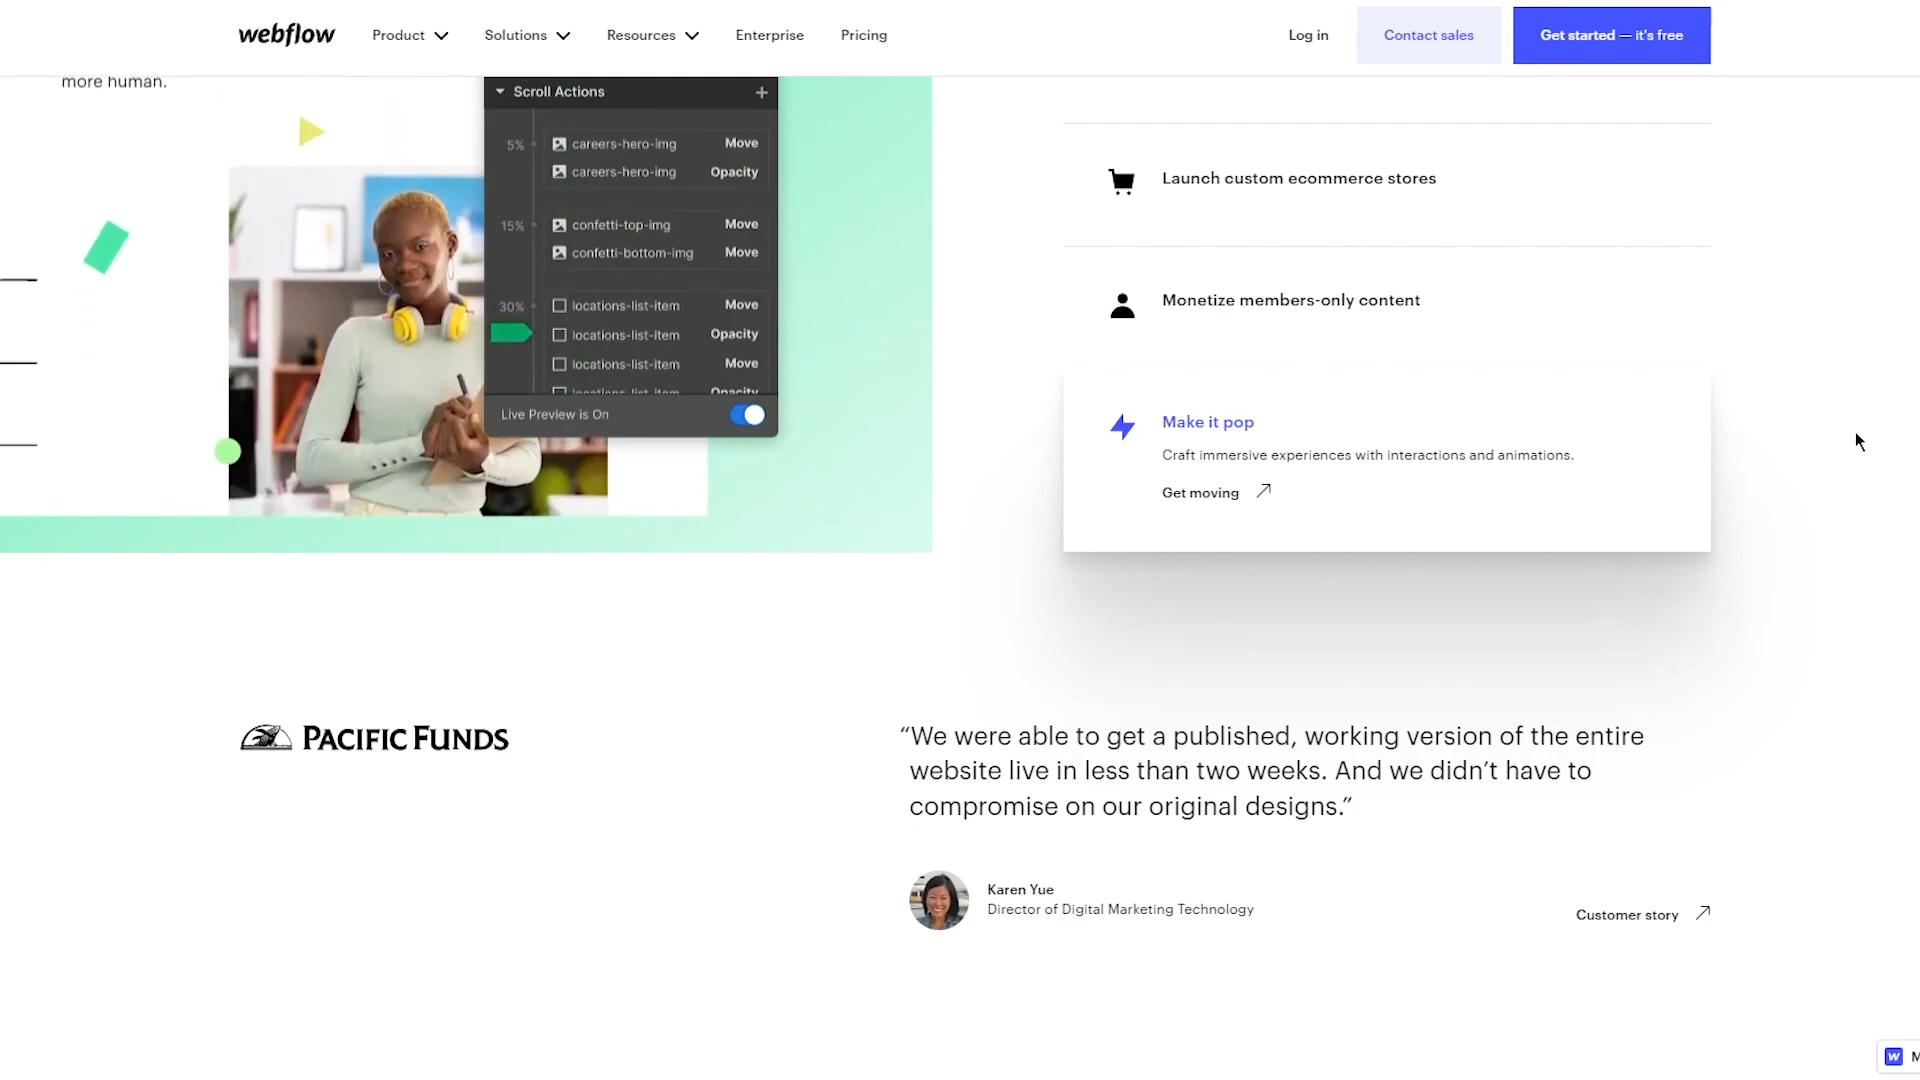 webflow
Product
Solutions
Resources
Enterprise
Pricing
Log in
Contact sales
Get started — it's free
more human.
Scroll Actions
5%
careers-hero-img Move
careers-hero-img Opacity
15%
confetti-top-img Move
confetti-bottom-img Move
30%
locations-list-item Move
locations-list-item Opacity
locations-list-item Move
locations-list-item Opacity
Live Preview is On
Launch custom ecommerce stores
Monetize members-only content
Make it pop
Craft immersive experiences with interactions and animations.
Get moving
PACIFIC FUNDS
“We were able to get a published, working version of the entire
website live in less than two weeks. And we didn’t have to
compromise on our original designs.”
Karen Yue
Director of Digital Marketing Technology
Customer story
W